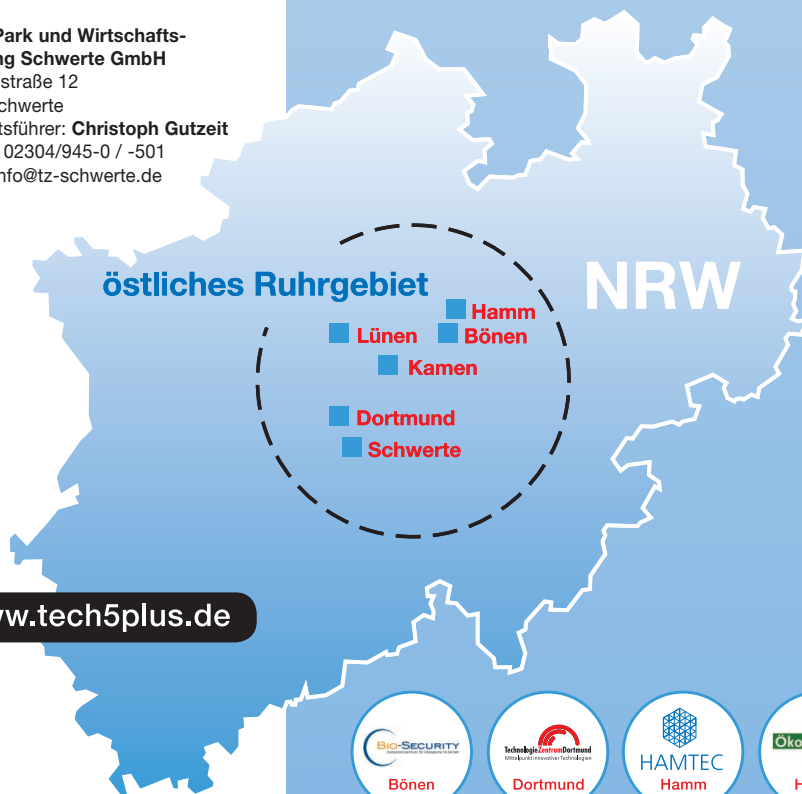 Park und Wirtschafts-
ng Schwerte GmbH
straße 12
chwerte
tsführer: Christoph Gutzeit
02304/945-0 / -501
nfo@tz-schwerte.de
östliches Ruhrgebiet
NRW
Hamm
Lünen
Bönen
Kamen
Dortmund
Schwerte
w.tech5plus.de
BIO-SECURITY
TechnologieZentrumDortmund
Mittelpunkt innovativer Technologien
HAMTEC
Öko
Bönen
Dortmund
Hamm
H